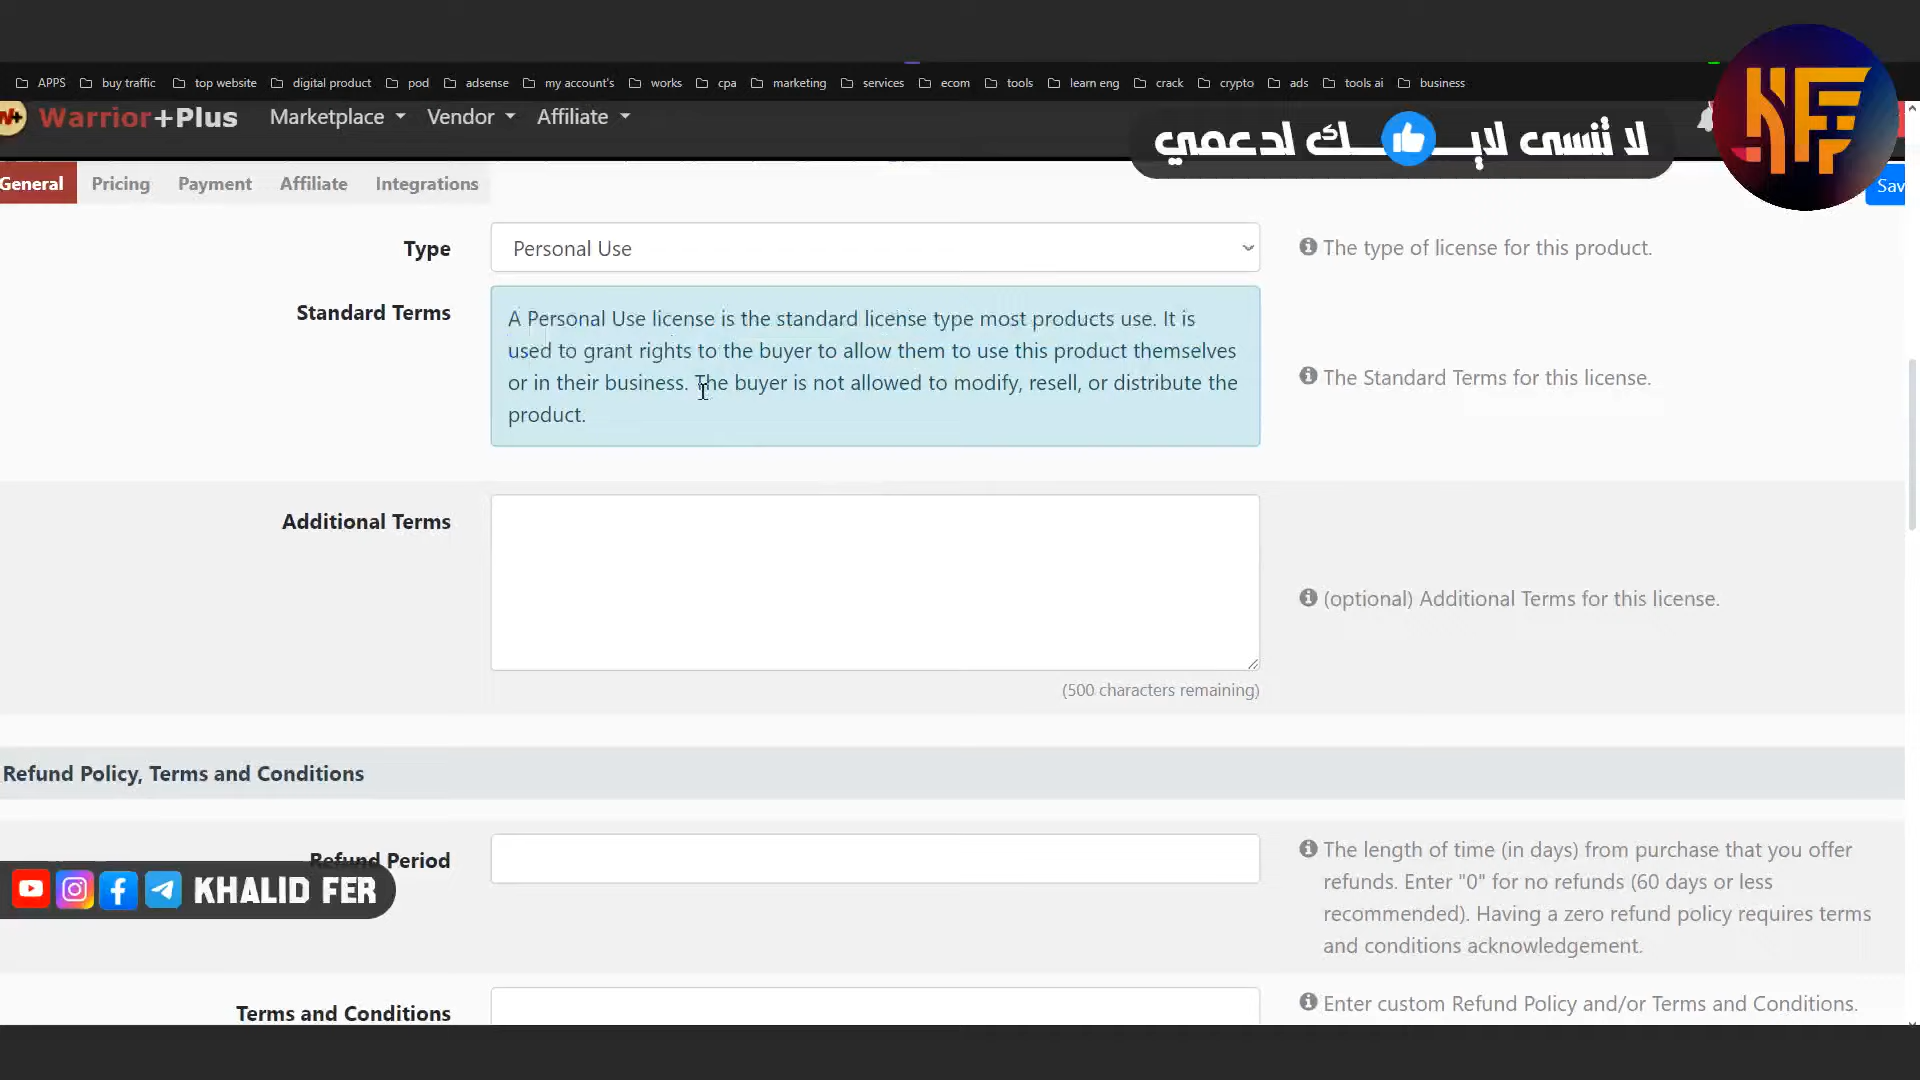 APPS buy traffic top website digital product pod adsense my account's works cpa marketing services ecom tools learn eng crack crypto ads tools ai business
Warrior+Plus Marketplace Vendor Affiliate
لا تنسى لايـــك لدعمي
General Pricing Payment Affiliate Integrations
Sav
Type
Personal Use
The type of license for this product.
Standard Terms
A Personal Use license is the standard license type most products use. It is
used to grant rights to the buyer to allow them to use this product themselves
or in their business. The buyer is not allowed to modify, resell, or distribute the
product.
The Standard Terms for this license.
Additional Terms
(optional) Additional Terms for this license.
(500 characters remaining)
Refund Policy, Terms and Conditions
Refund Period
The length of time (in days) from purchase that you offer
refunds. Enter "0" for no refunds (60 days or less
recommended). Having a zero refund policy requires terms
and conditions acknowledgement.
KHALID FER
Terms and Conditions
Enter custom Refund Policy and/or Terms and Conditions.